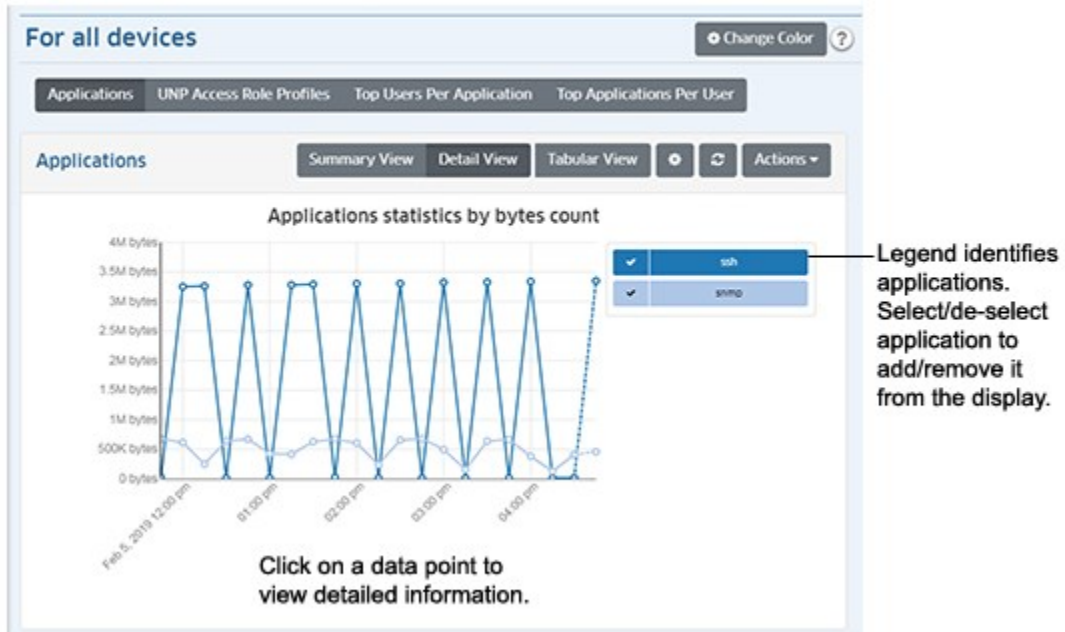 For all devices
Change Color ?
Applications UNP Access Role Profiles Top Users Per Application Top Applications Per User
Applications
Summary View Detail View Tabular View Actions
Applications statistics by bytes count
4M bytes
3.5M bytes
3M bytes
2.5M bytes
2M bytes
1.5M bytes
1M bytes
500K bytes
0 bytes
Feb 5, 2019 12:00 pm
01:00 pm
02:00 pm
03:00 pm
04:00 pm
ssh
snmp
Legend identifies
applications.
Select/de-select
application to
add/remove it
from the display.
Click on a data point to
view detailed information.